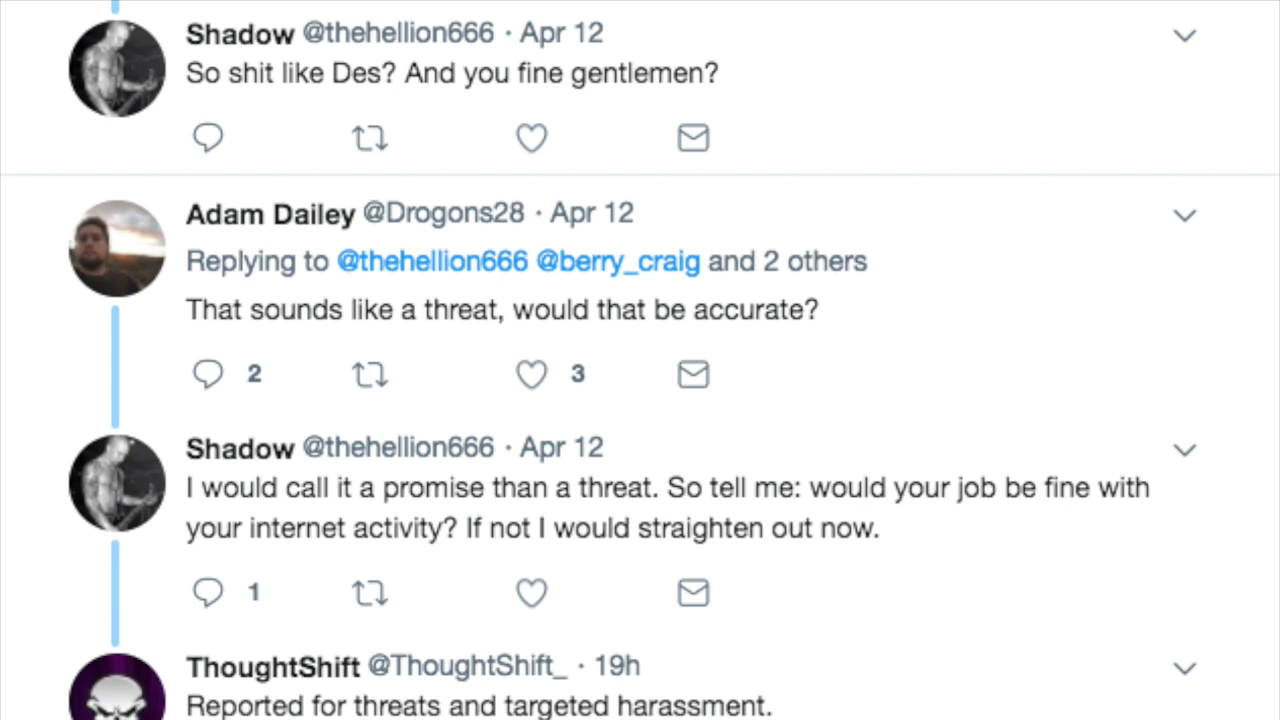 Shadow @thehellion666 · Apr 12
So shit like Des? And you fine gentlemen?
Adam Dailey @Drogons28 · Apr 12
Replying to @thehellion666 @berry_craig and 2 others
That sounds like a threat, would that be accurate?
2 3
Shadow @thehellion666 · Apr 12
I would call it a promise than a threat. So tell me: would your job be fine with
your internet activity? If not I would straighten out now.
1
ThoughtShift @ThoughtShift_ · 19h
Reported for threats and targeted harassment.